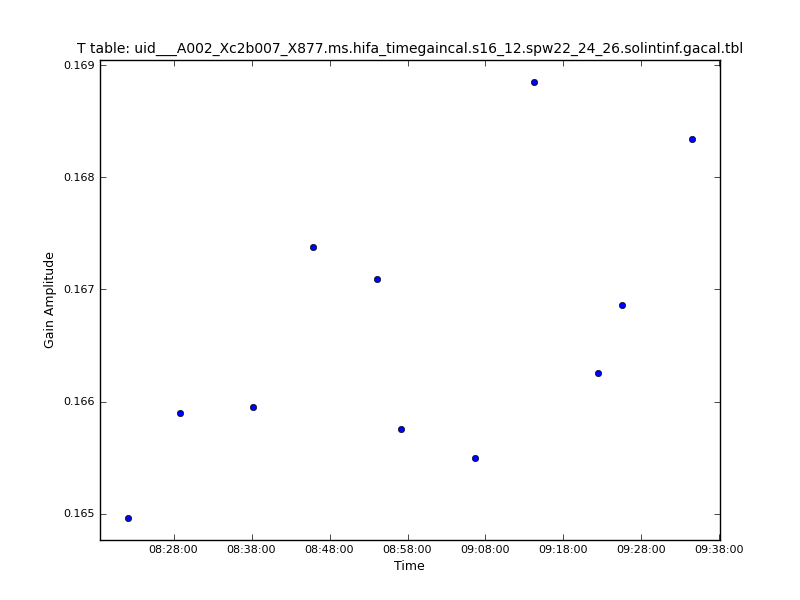 T table: uid___A002_Xc2b007_X877.ms.hifa_timegaincal.s16_12.spw22_24_26.solintinf.gacal.tbl
0.169
0.168
0.167
0.166
0.165
Gain Amplitude
08:28:00 08:38:00 08:48:00 08:58:00 09:08:00 09:18:00 09:28:00 09:38:00
Time